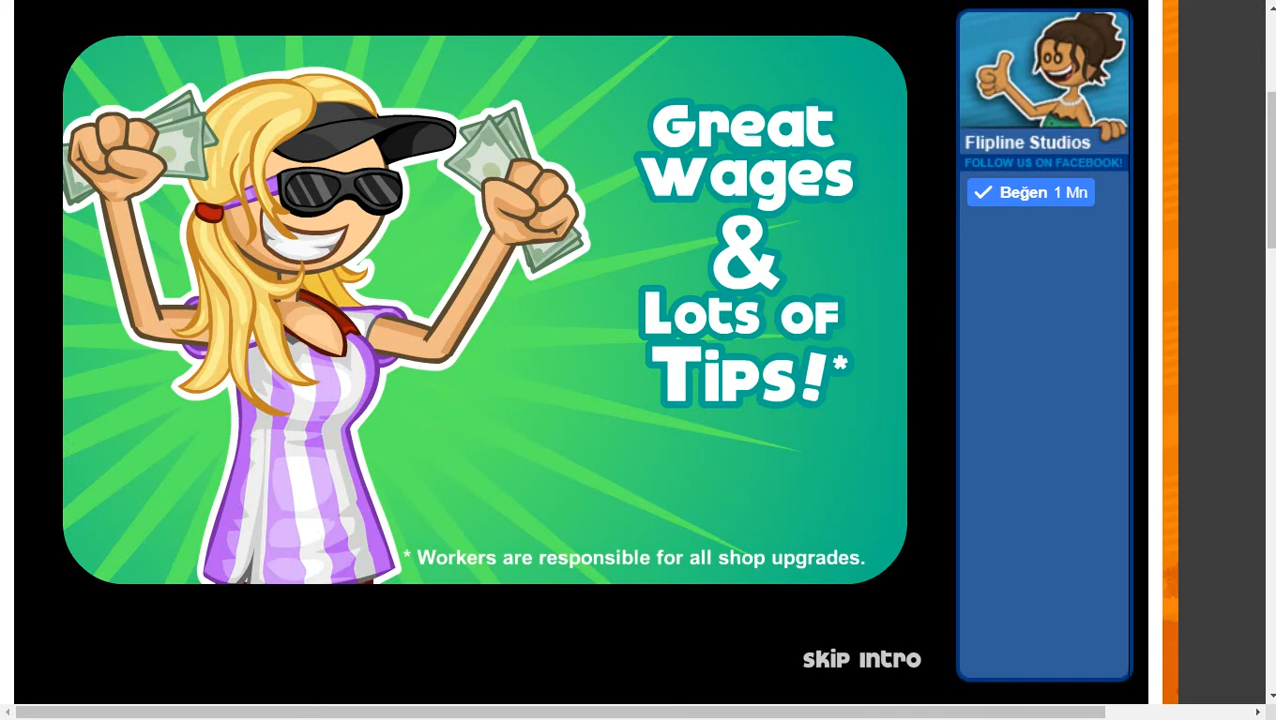 Great
Wages
&
Lots of
Tips!*
* Workers are responsible for all shop upgrades.
skip intro
Flipline Studios
FOLLOW US ON FACEBOOK!
Beğen 1 Mn